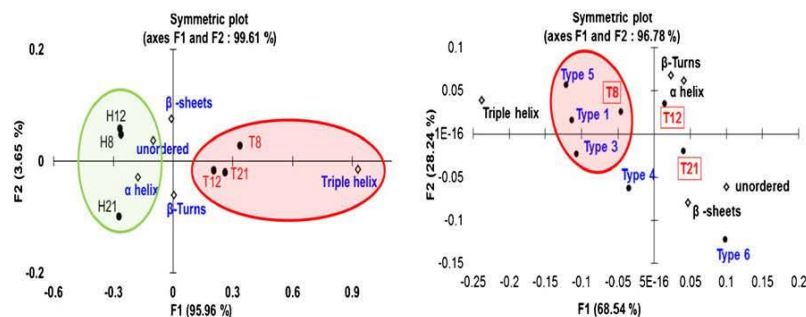 Symmetric plot
(axes F1 and F2 : 99.61 %)
0.2
0
-0.2
F2 (3.65 %)
H12
H8
H21
β -sheets
unordered
α helix
β-Turns
T8
T12
T21
Triple helix
-0.6
-0.3
0
0.3
0.6
0.9
F1 (95.96 %)
Symmetric plot
(axes F1 and F2 : 96.78 %)
0.1
0.05
1E-16
-0.05
-0.1
-0.15
F2 (28.24 %)
Type 5
T8
Type 1
Type 3
Triple helix
β-Turns
α helix
T12
T21
Type 4
unordered
β -sheets
Type 6
-0.25
-0.2
-0.15
-0.1
-0.05
5E-16
0.05
0.1
0.15
0.2
F1 (68.54 %)